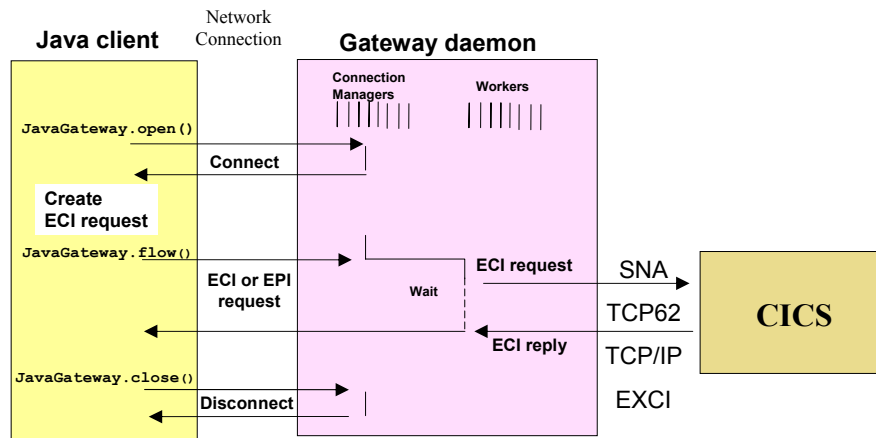 Network
Connection
Java client
Gateway daemon
Connection
Managers
Workers
JavaGateway.open()
Connect
Create
ECI request
JavaGateway.flow()
ECI or EPI
request
Wait
ECI request
SNA
TCP62
CICS
ECI reply
TCP/IP
EXCI
JavaGateway.close()
Disconnect